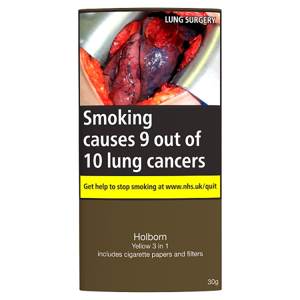 LUNG SURGERY
Smoking
causes 9 out of
10 lung cancers
Get help to stop smoking at www.nhs.uk/quit
Holborn
Yellow 3 in 1
includes cigarette papers and filters
30g